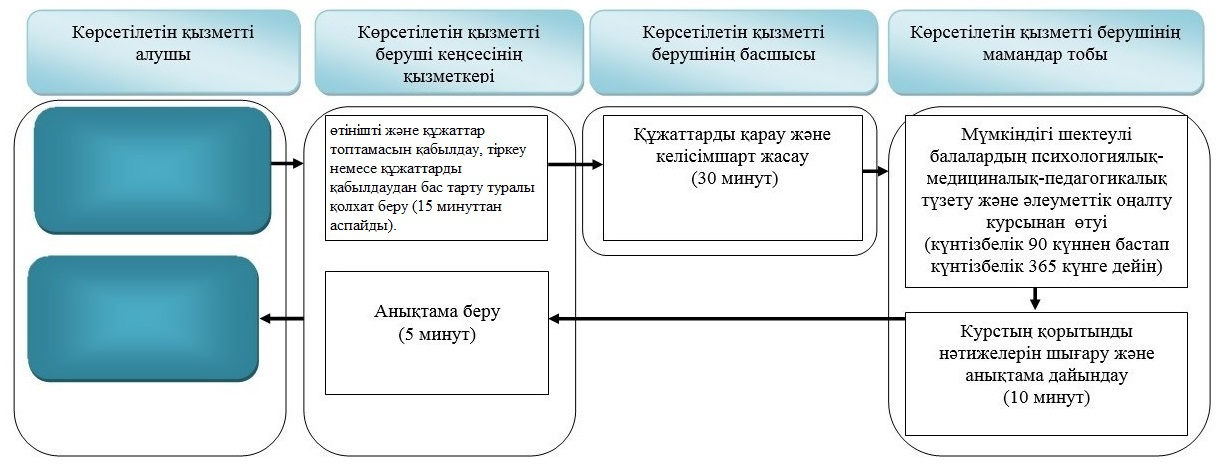 Көрсетілетін қызметті
алушы
Көрсетілетін қызметті
беруші кеңсесінің
қызметкері
Көрсетілетін қызметті
берушінің басшысы
Көрсетілетін қызметті берушінің
мамандар тобы
өтінішті және құжаттар
топтамасын қабылдау, тіркеу
немесе құжаттарды
қабылдаудан бас тарту туралы
қолхат беру (15 минуттан
аспайды).
Құжаттарды қарау және
келісімшарт жасау
(30 минут)
Мүмкіндігі шектеулі
балалардың психологиялық-
медициналық-педагогикалық
түзету және әлеуметтік оңалту
курсынан өтуі
(күнтізбелік 90 күннен бастап
күнтізбелік 365 күнге дейін)
Анықтама беру
(5 минут)
Курстың қорытынды
нәтижелерін шығару және
анықтама дайындау
(10 минут)